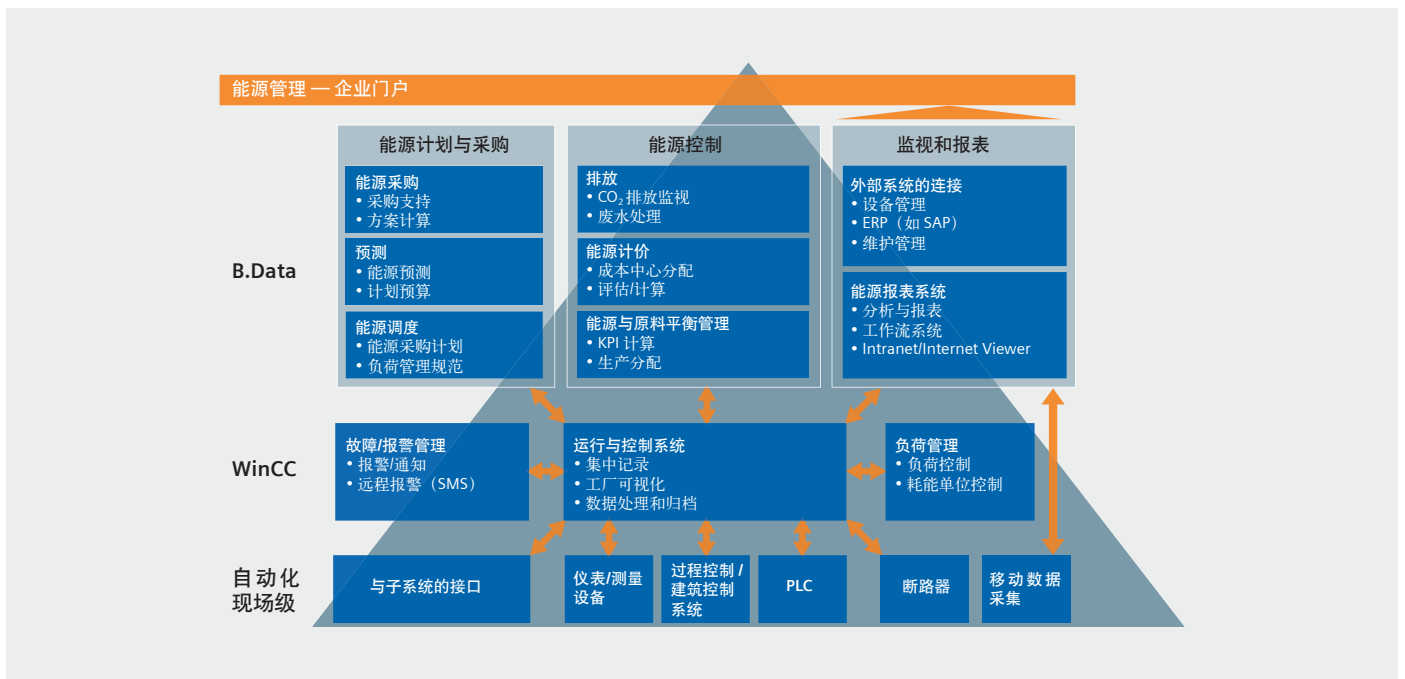 能源管理 — 企业门户
B.Data
能源计划与采购
能源采购
• 采购支持
• 方案计算
预测
• 能源预测
• 计划预算
能源调度
• 能源采购计划
• 负荷管理规范
能源控制
排放
• CO₂ 排放监视
• 废水处理
能源计价
• 成本中心分配
• 评估/计算
能源与原料平衡管理
• KPI 计算
• 生产分配
监视和报表
外部系统的连接
• 设备管理
• ERP（如 SAP）
• 维护管理
能源报表系统
• 分析与报表
• 工作流系统
• Intranet/Internet Viewer
WinCC
故障/报警管理
• 报警/通知
• 远程报警（SMS）
运行与控制系统
• 集中记录
• 工厂可视化
• 数据处理和归档
负荷管理
• 负荷控制
• 耗能单位控制
自动化
现场级
与子系统的接口
仪表/测量
设备
过程控制 /
建筑控制
系统
PLC
断路器
移动数据
采集